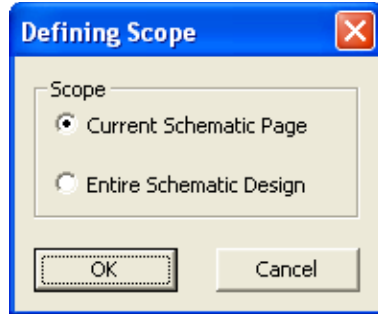 Defining Scope
Scope
Current Schematic Page
Entire Schematic Design
OK
Cancel